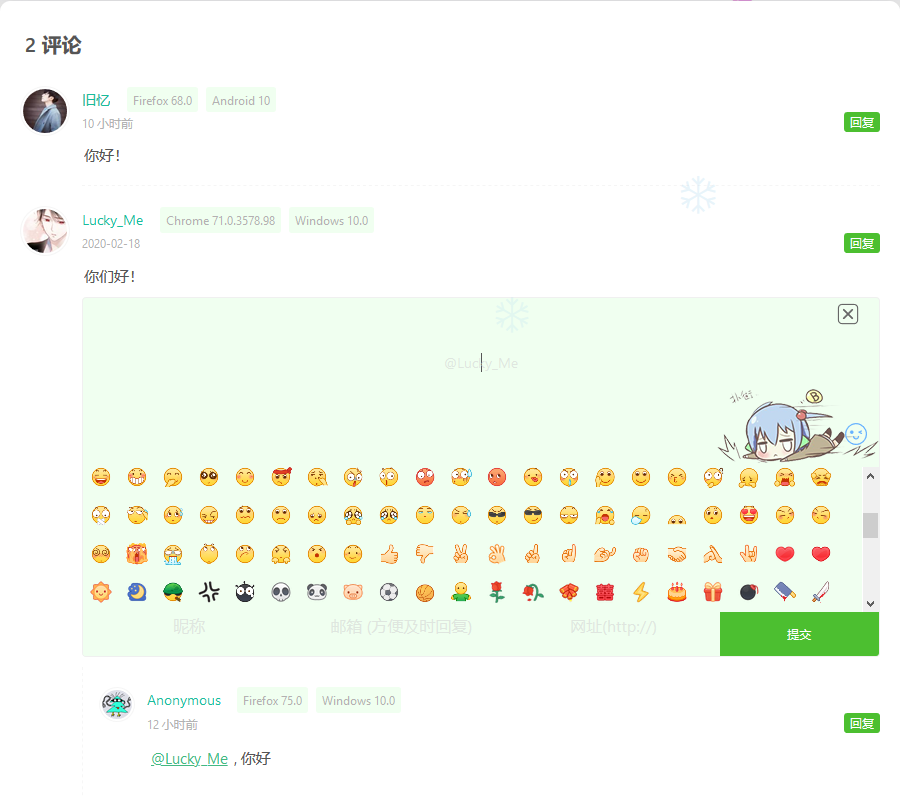 2 评论
旧忆 Firefox 68.0 Android 10
10 小时前
回复
你好！
Lucky_Me Chrome 71.0.3578.98 Windows 10.0
2020-02-18
回复
你们好！
@Lucky_Me
昵称 邮箱 (方便及时回复) 网址(http://) 提交
Anonymous Firefox 75.0 Windows 10.0
12 小时前
回复
@Lucky_Me , 你好